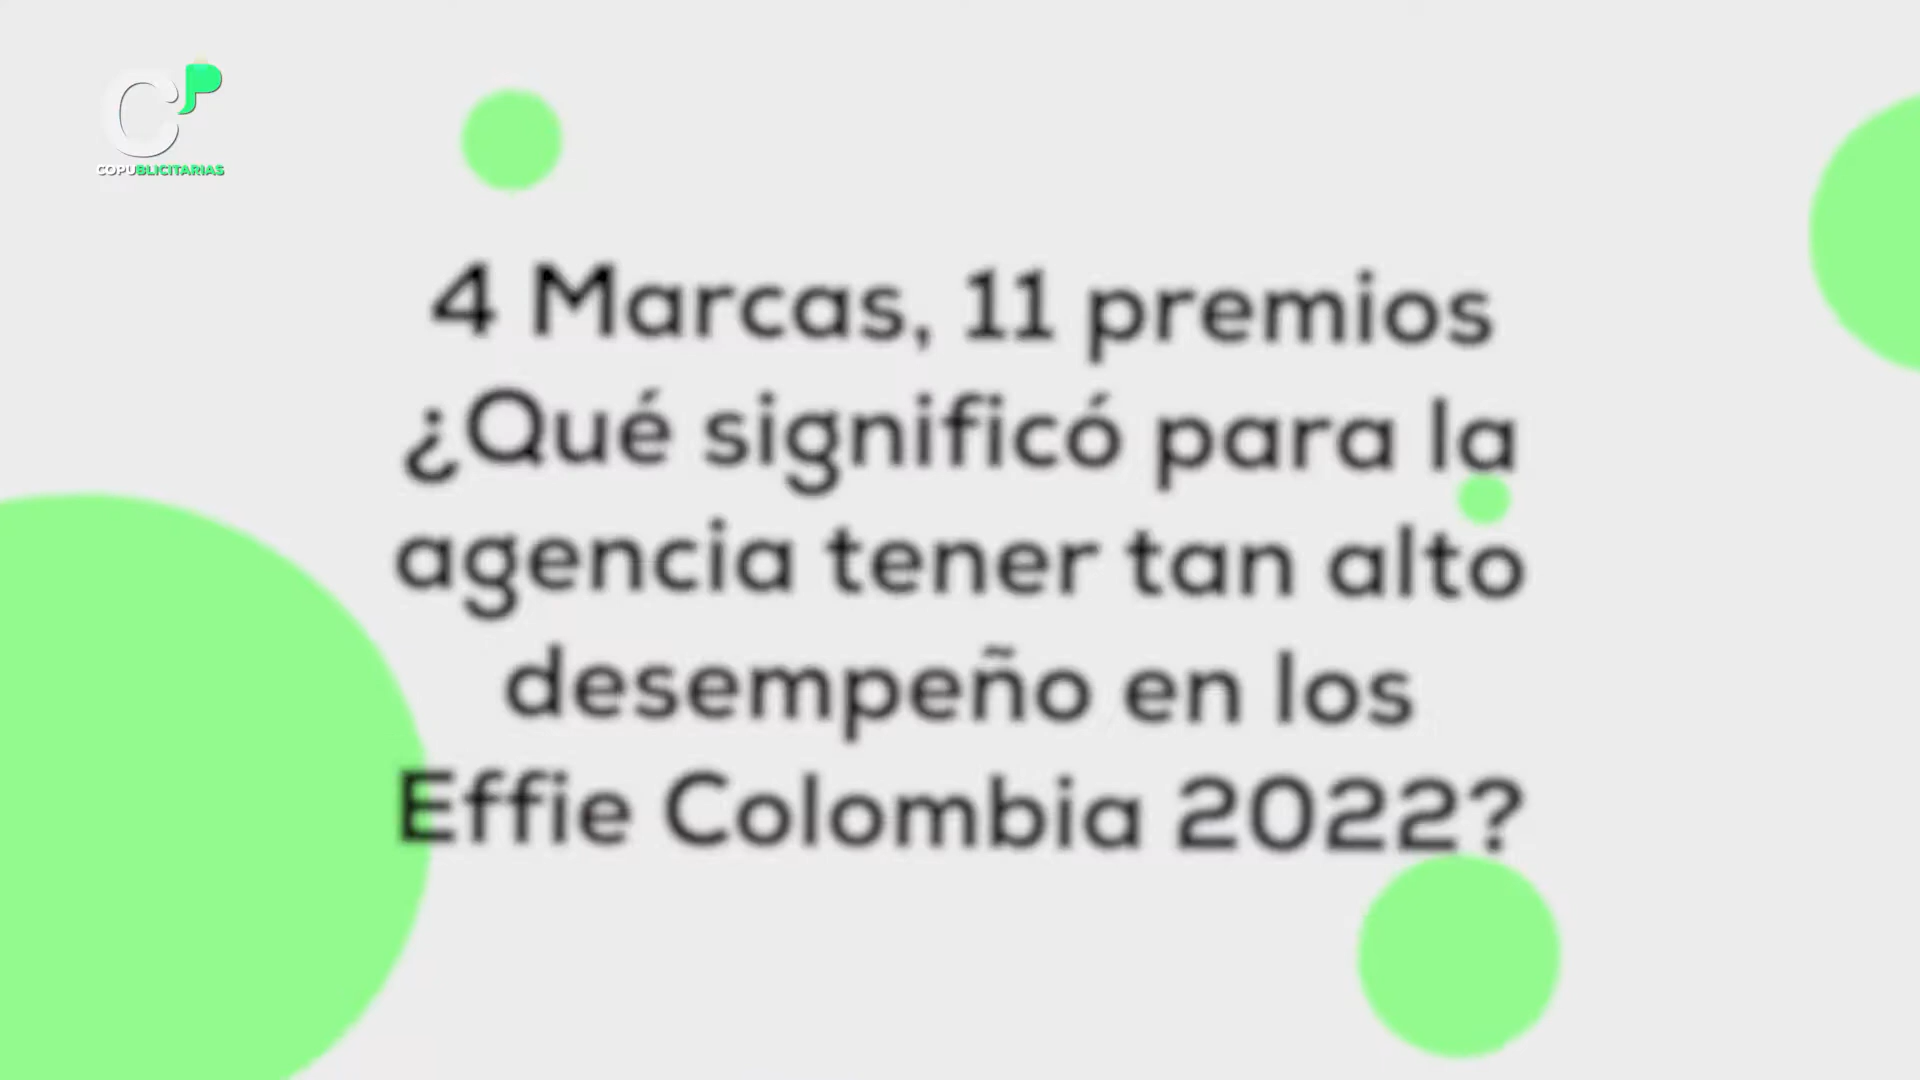 CP
COPUBLICITARIAS
4 Marcas, 11 premios
¿Qué significó para la
agencia tener tan alto
desempeño en los
Effie Colombia 2022?